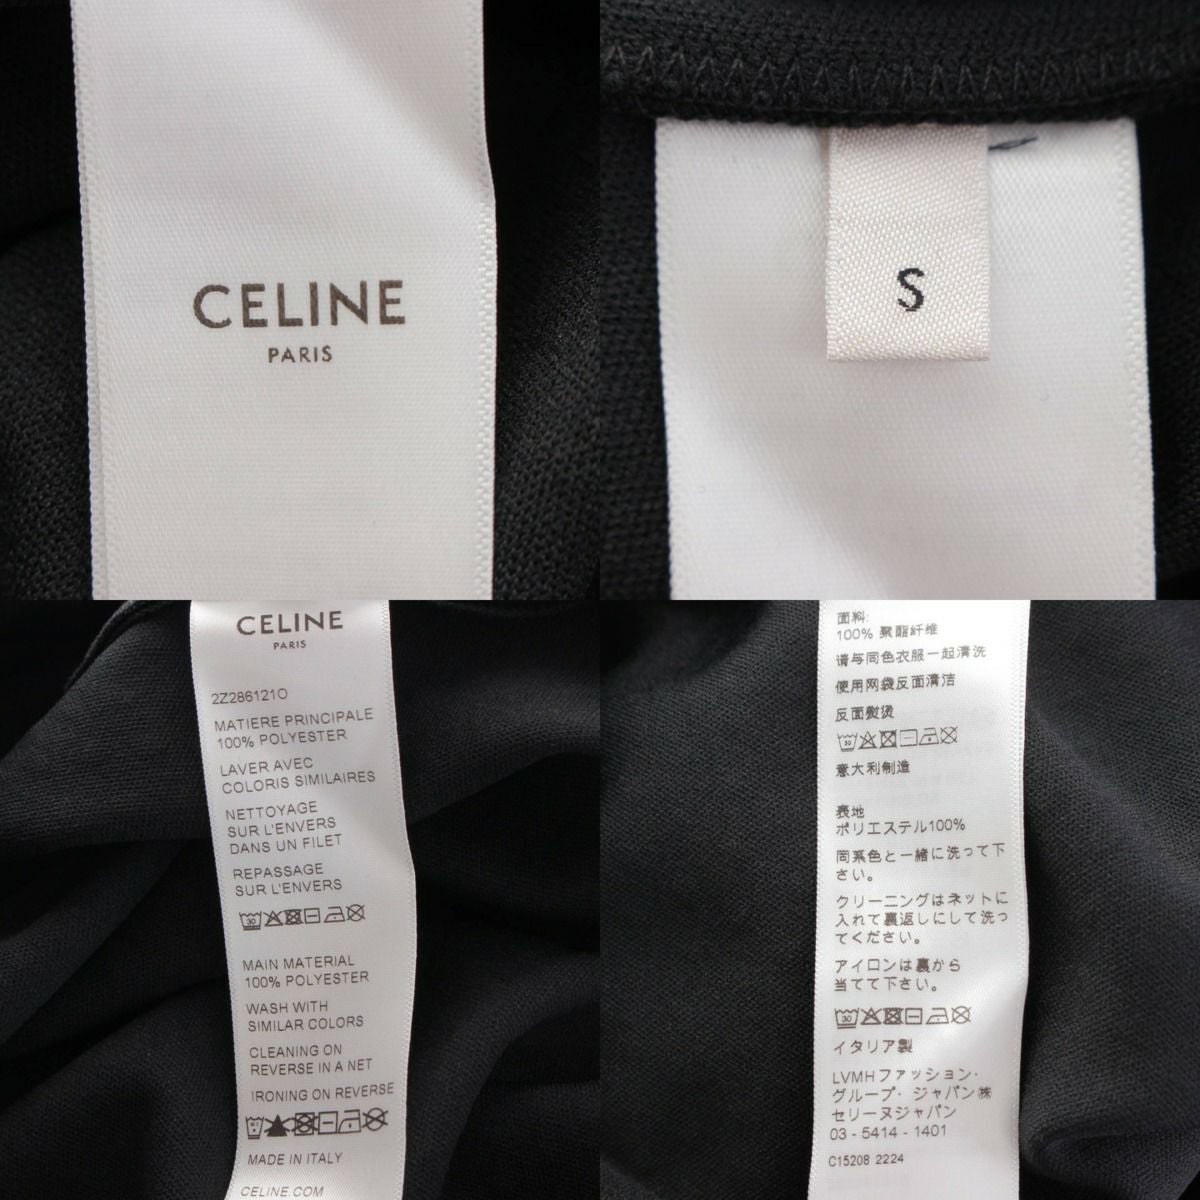 CELINE
PARIS
S
CELINE
PARIS
2Z286121O
MATIERE PRINCIPALE
100% POLYESTER
LAVER AVEC
COLORIS SIMILAIRES
NETTOYAGE
SUR L'ENVERS
DANS UN FILET
REPASSAGE
SUR L'ENVERS
30
MAIN MATERIAL
100% POLYESTER
WASH WITH
SIMILAR COLORS
CLEANING ON
REVERSE IN A NET
IRONING ON REVERSE
MADE IN ITALY
CELINE.COM
面料:
100% 聚酯纤维
请与同色衣服一起清洗
使用网袋反面清洁
反面熨烫
30
意大利制造
表地
ポリエステル100%
同系色と一緒に洗って下
さい。
クリーニングはネットに
入れて裏返しにして洗っ
てください。
アイロンは裏から
当てて下さい。
30
イタリア製
LVMHファッション·
グループ· ジャパン㈱
セリーヌジャパン
03 - 5414 - 1401
C15208 2224